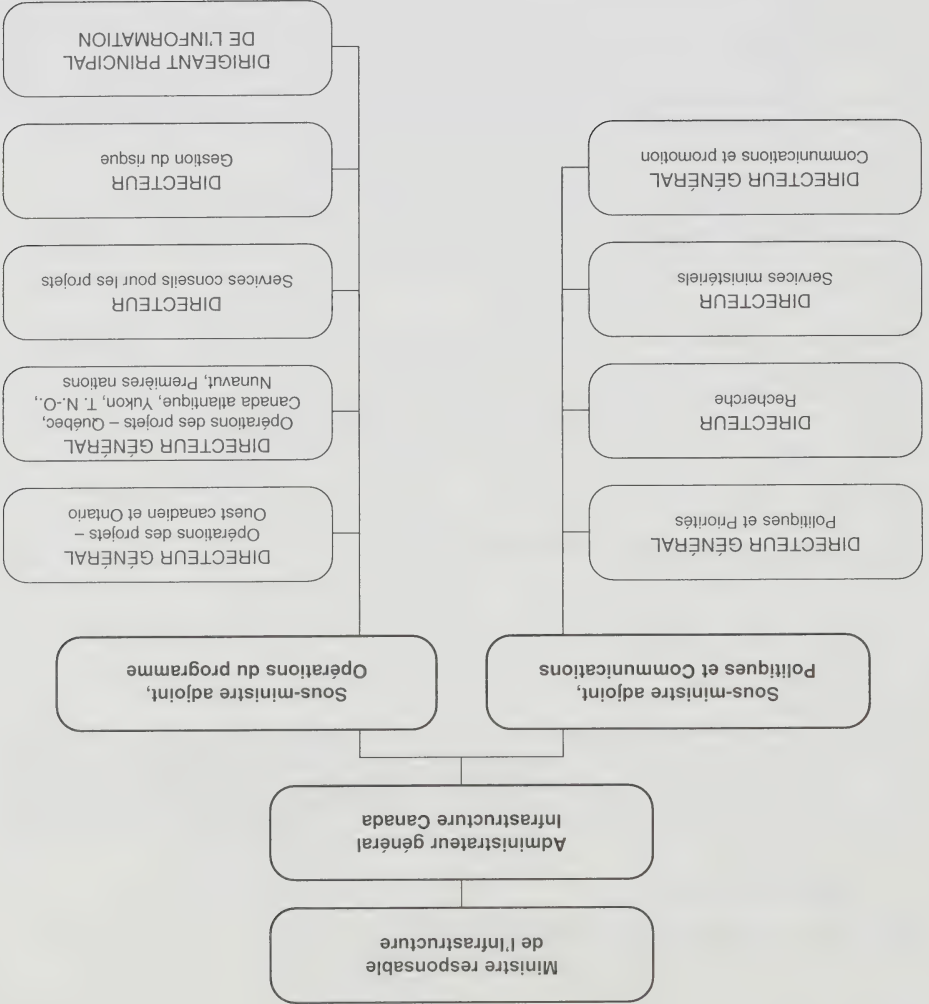 Ministre responsable
de l'Infrastructure
Administrateur général
Infrastructure Canada
Sous-ministre adjoint,
Politiques et Communications
DIRECTEUR GÉNÉRAL
Politiques et Priorités
DIRECTEUR
Recherche
DIRECTEUR
Services ministériels
DIRECTEUR GÉNÉRAL
Communications et promotion
Sous-ministre adjoint,
Opérations du programme
DIRECTEUR GÉNÉRAL
Opérations des projets –
Ouest canadien et Ontario
DIRECTEUR GÉNÉRAL
Opérations des projets – Québec,
Canada atlantique, Yukon, T. N.-O.,
Nunavut, Premières nations
DIRECTEUR
Services conseils pour les projets
DIRECTEUR
Gestion du risque
DIRIGEANT PRINCIPAL
DE L'INFORMATION